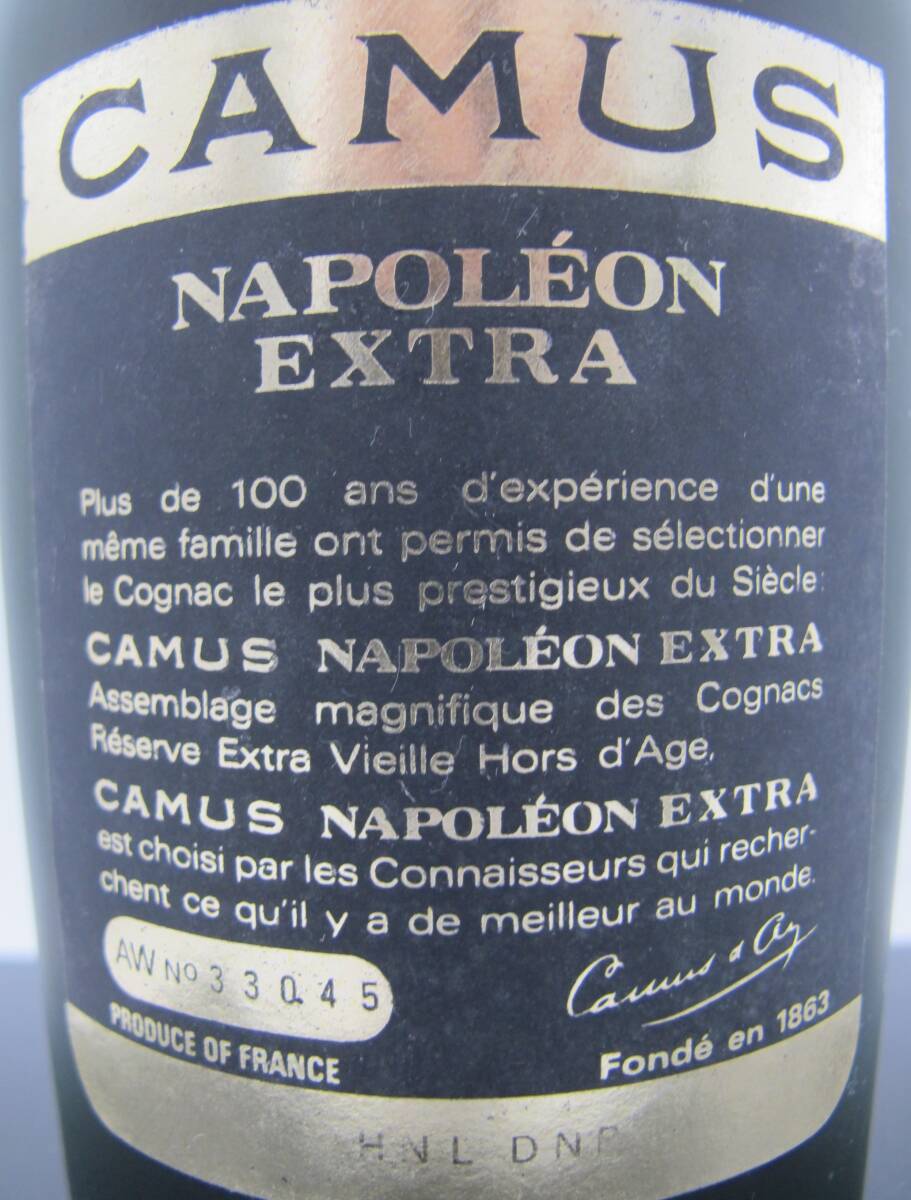 CAMUS
NAPOLÉON
EXTRA
Plus de 100 ans d'expérience d'une
même famille ont permis de sélectionner
le Cognac le plus prestigieux du Siècle:
CAMUS NAPOLÉON EXTRA
Assemblage magnifique des Cognacs
Réserve Extra Vieille Hors d'Age,
CAMUS NAPOLÉON EXTRA
est choisi par les Connaisseurs qui recher-
chent ce qu'il y a de meilleur au monde.
AW No 33045
Camus & Cie
PRODUCE OF FRANCE
Fondé en 1863
HNL